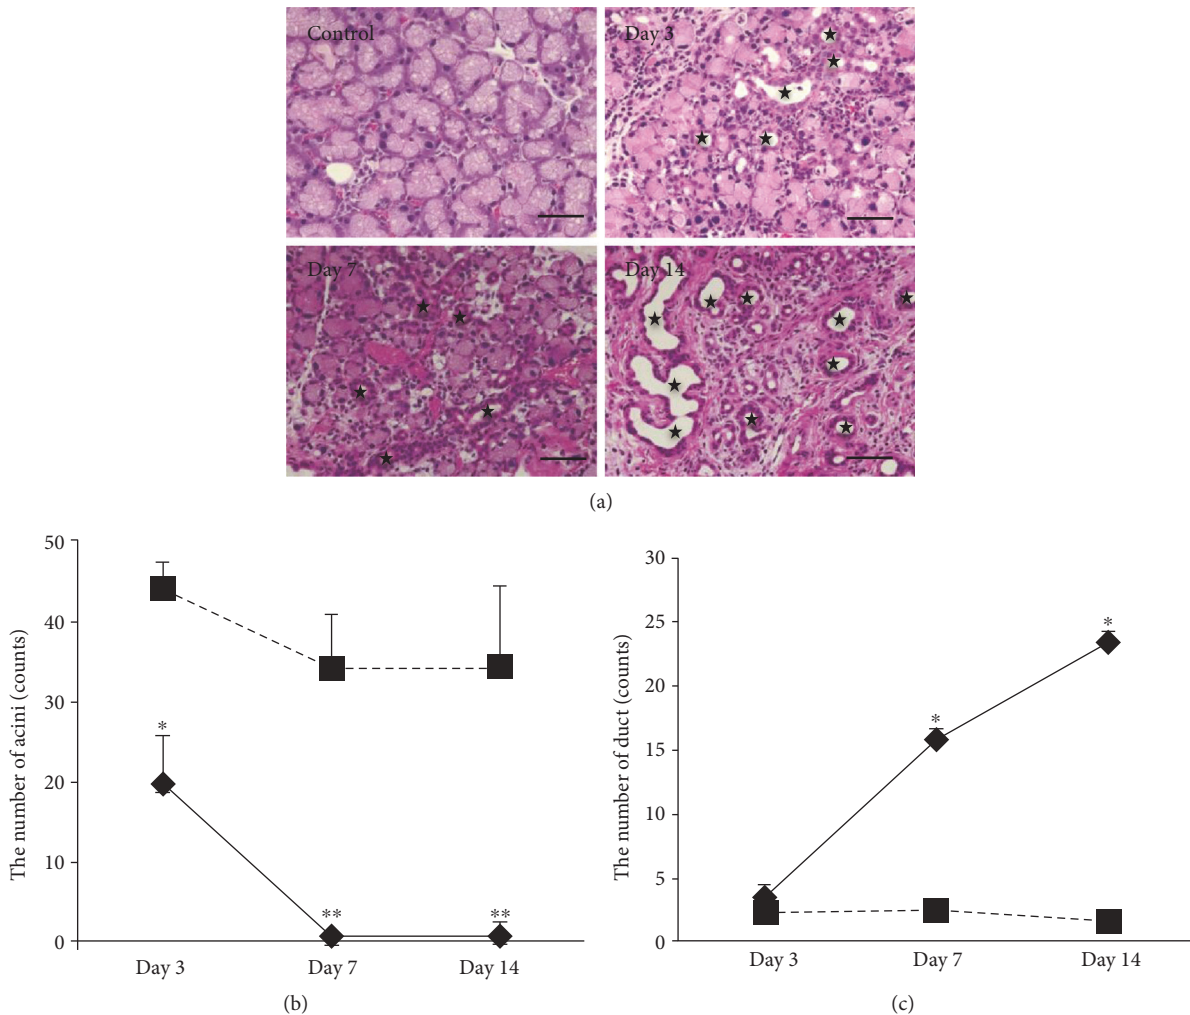 Control
Day 3
Day 7
Day 14
(a)
50
40
30
20
10
0
The number of acini (counts)
*
**
**
Day 3
Day 7
Day 14
(b)
30
25
20
15
10
5
0
The number of duct (counts)
*
*
Day 3
Day 7
Day 14
(c)